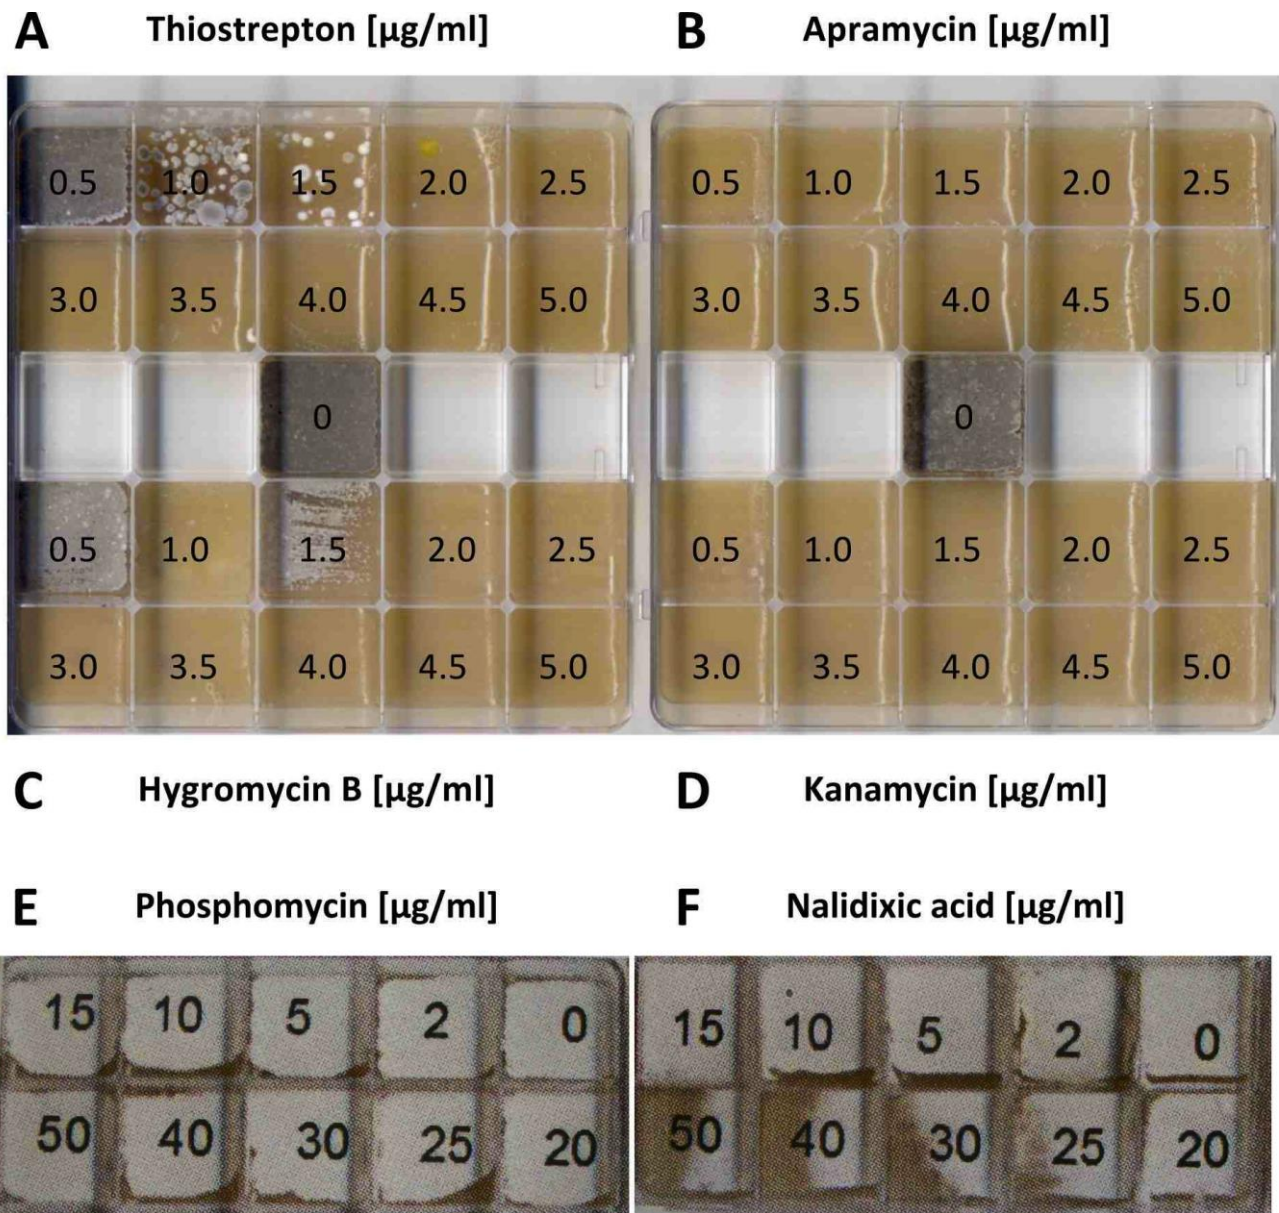 A Thiostrepton [µg/ml]
B Apramycin [µg/ml]
0.5 1.0 1.5 2.0 2.5
3.0 3.5 4.0 4.5 5.0
0
0.5 1.0 1.5 2.0 2.5
3.0 3.5 4.0 4.5 5.0
0.5 1.0 1.5 2.0 2.5
3.0 3.5 4.0 4.5 5.0
0
0.5 1.0 1.5 2.0 2.5
3.0 3.5 4.0 4.5 5.0
C Hygromycin B [µg/ml]
D Kanamycin [µg/ml]
E Phosphomycin [µg/ml]
F Nalidixic acid [µg/ml]
15 10 5 2 0
50 40 30 25 20
15 10 5 2 0
50 40 30 25 20